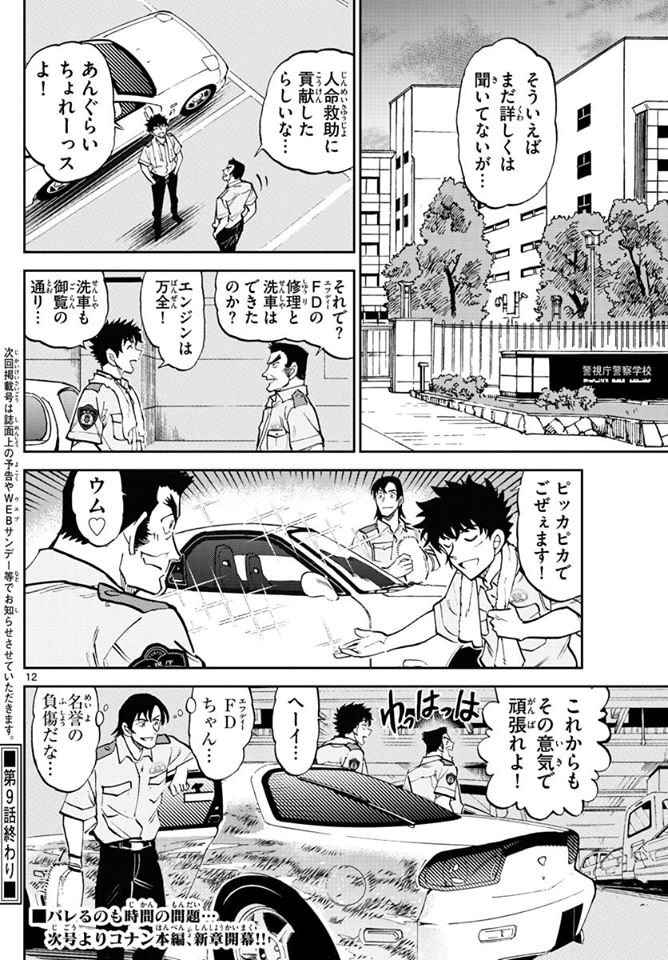 そういえば
まだ詳しくは
聞いてないが…
警視庁警察学校
人命救助に
貢献した
らしいな…
あんぐらい
ちょれーっス
よ！
それで？
ＦＤの
修理と
洗車は
できた
のか？
エンジンは
万全！
洗車も
御覧の
通り…
ピッカピカで
ごぜぇます！
ウム♡
これからも
その意気で
頑張れよ！
わっはっは
へーイ…
ＦＤ
ちゃん…
名誉の
負傷だな…
■バレるのも時間の問題…
次号よりコナン本編、新章開幕!!
12
次回掲載号は誌面上の予告やWEBサンデー等でお知らせさせていただきます。
■第９話終わり■